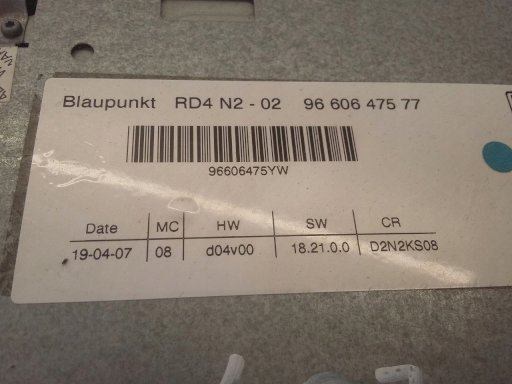 Blaupunkt RD4 N2 - 02 96 606 475 77
96606475YW
Date MC HW SW CR
19-04-07 08 d04v00 18.21.0.0 D2N2KS08